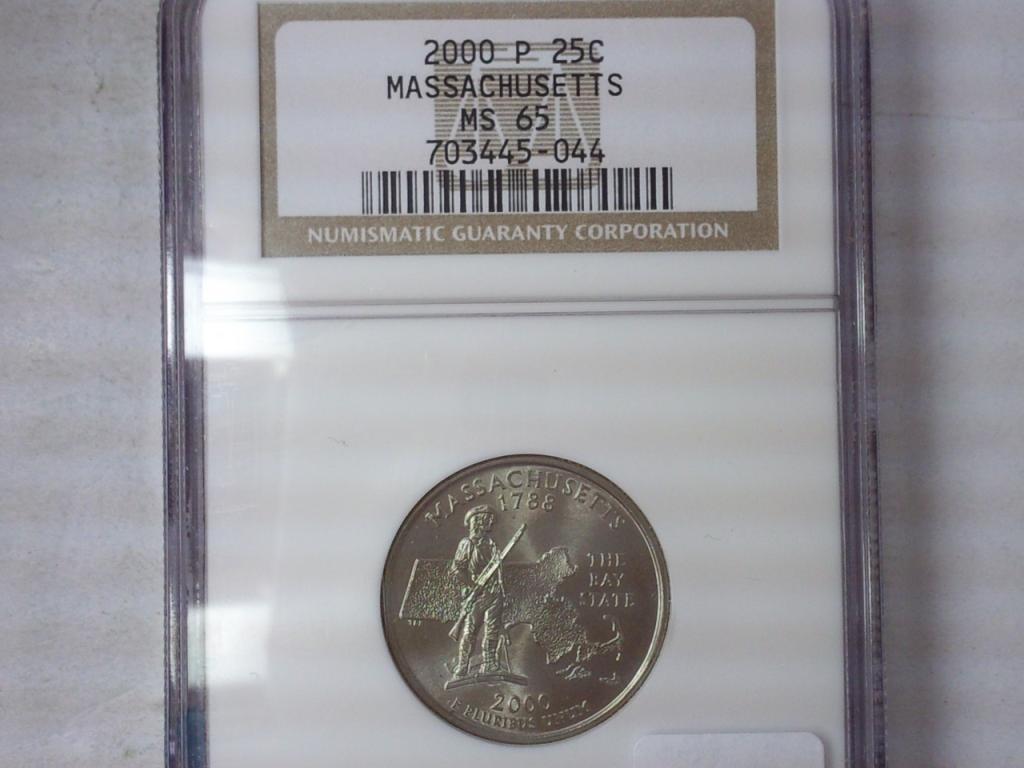 2000 P 25C
MASSACHUSETTS
MS 65
703445-044
NUMISMATIC GUARANTY CORPORATION
MASSACHUSETTS
1788
THE
BAY
STATE
2000
E PLURIBUS UNUM